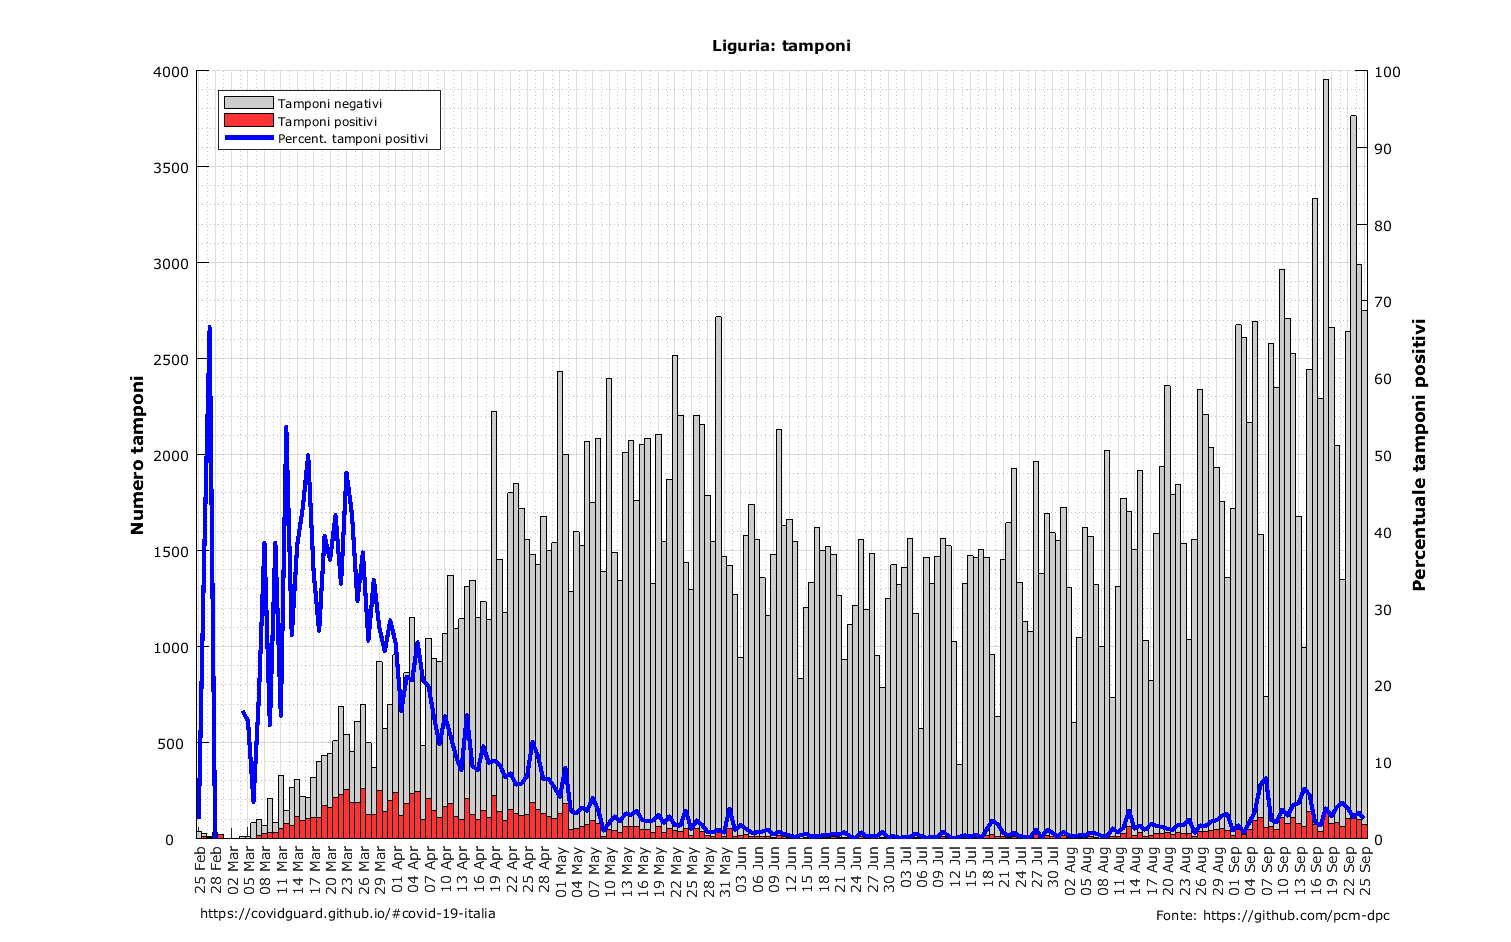 Liguria: tamponi
4000
3500
3000
2500
2000
1500
1000
500
0
100
90
80
70
60
50
40
30
20
10
0
Tamponi negativi
Tamponi positivi
Percent. tamponi positivi
Numero tamponi
Percentuale tamponi positivi
25 Feb
28 Feb
02 Mar
05 Mar
08 Mar
11 Mar
14 Mar
17 Mar
20 Mar
23 Mar
26 Mar
29 Mar
01 Apr
04 Apr
07 Apr
10 Apr
13 Apr
16 Apr
19 Apr
22 Apr
25 Apr
28 Apr
01 May
04 May
07 May
10 May
13 May
16 May
19 May
22 May
25 May
28 May
31 May
03 Jun
06 Jun
09 Jun
12 Jun
15 Jun
18 Jun
21 Jun
24 Jun
27 Jun
30 Jun
03 Jul
06 Jul
09 Jul
12 Jul
15 Jul
18 Jul
21 Jul
24 Jul
27 Jul
30 Jul
02 Aug
05 Aug
08 Aug
11 Aug
14 Aug
17 Aug
20 Aug
23 Aug
26 Aug
29 Aug
01 Sep
04 Sep
07 Sep
10 Sep
13 Sep
16 Sep
19 Sep
22 Sep
25 Sep
https://covidguard.github.io/#covid-19-italia
Fonte: https://github.com/pcm-dpc